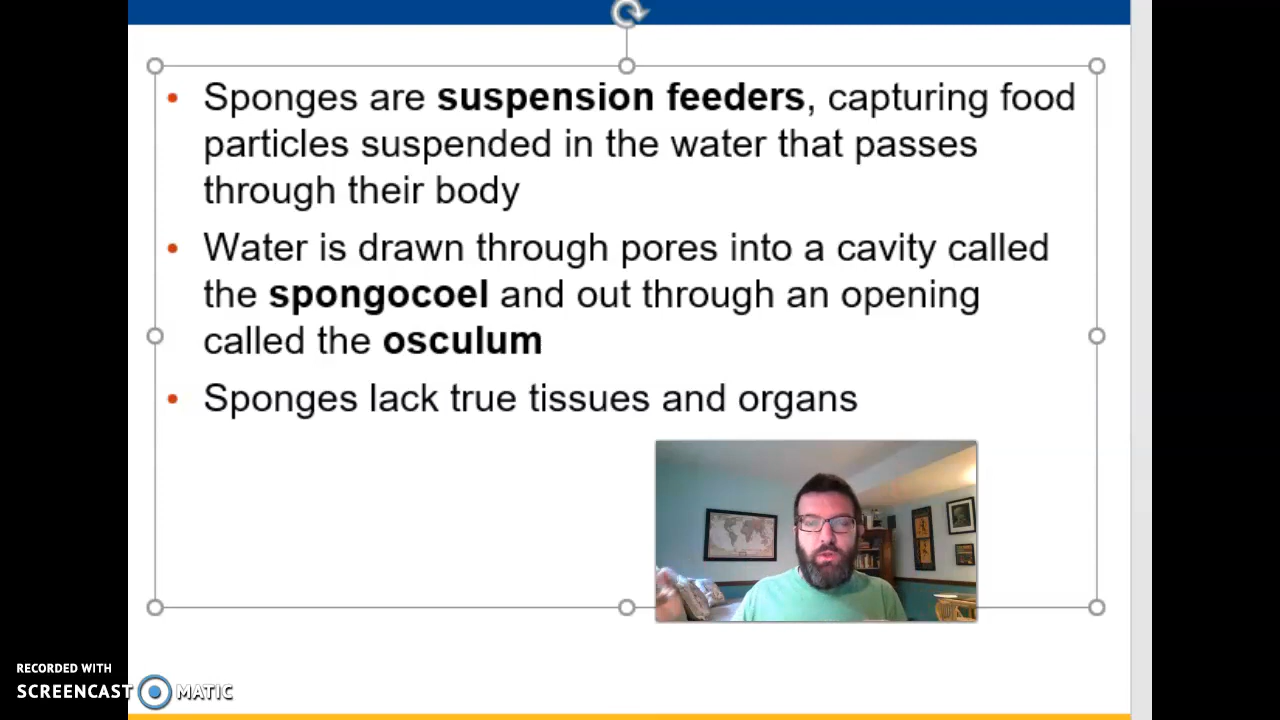 Sponges are suspension feeders, capturing food
particles suspended in the water that passes
through their body
Water is drawn through pores into a cavity called
the spongocoel and out through an opening
called the osculum
Sponges lack true tissues and organs
RECORDED WITH
SCREENCAST MATIC